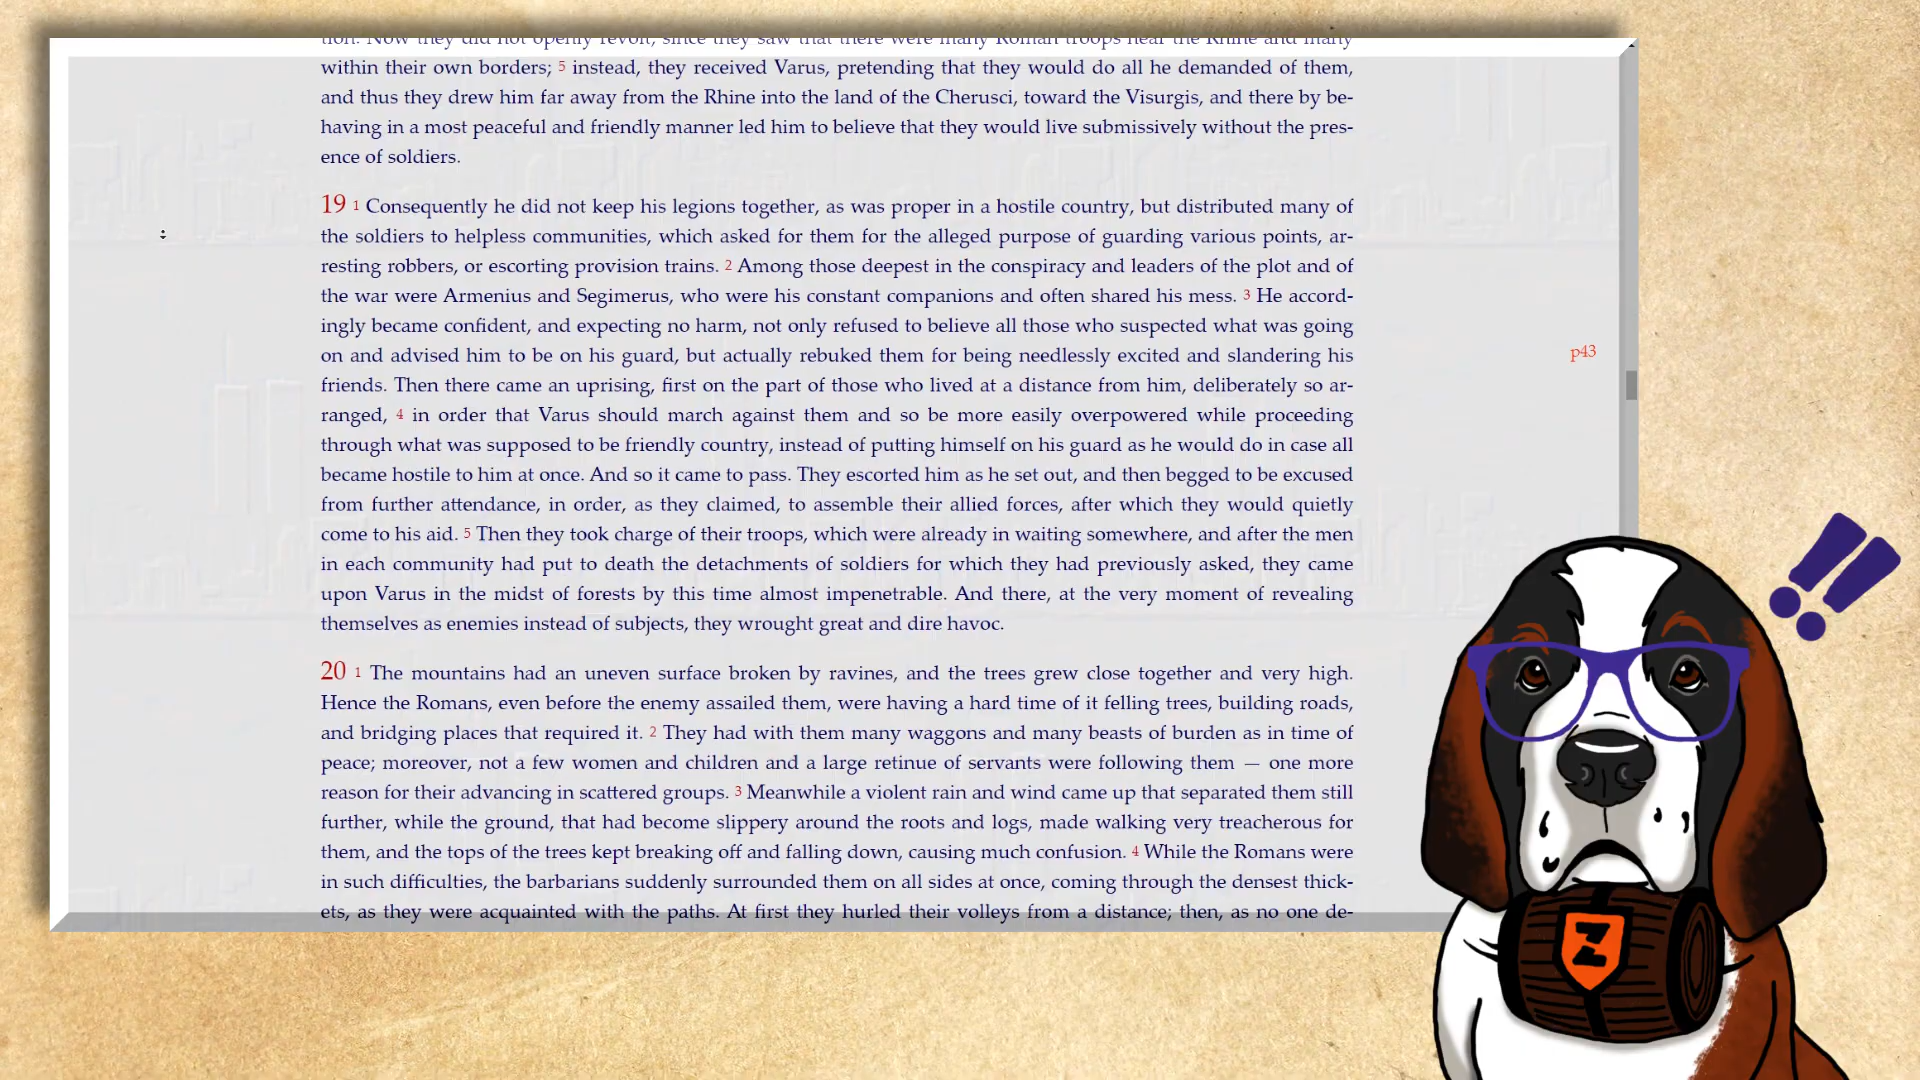 tion. Now they did not openly revolt, since they saw that there were many Roman troops near the Rhine and many
within their own borders; 5 instead, they received Varus, pretending that they would do all he demanded of them,
and thus they drew him far away from the Rhine into the land of the Cherusci, toward the Visurgis, and there by be-
having in a most peaceful and friendly manner led him to believe that they would live submissively without the pres-
ence of soldiers.
19 1 Consequently he did not keep his legions together, as was proper in a hostile country, but distributed many of
the soldiers to helpless communities, which asked for them for the alleged purpose of guarding various points, ar-
resting robbers, or escorting provision trains. 2 Among those deepest in the conspiracy and leaders of the plot and of
the war were Armenius and Segimerus, who were his constant companions and often shared his mess. 3 He accord-
ingly became confident, and expecting no harm, not only refused to believe all those who suspected what was going
on and advised him to be on his guard, but actually rebuked them for being needlessly excited and slandering his
p43
friends. Then there came an uprising, first on the part of those who lived at a distance from him, deliberately so ar-
ranged, 4 in order that Varus should march against them and so be more easily overpowered while proceeding
through what was supposed to be friendly country, instead of putting himself on his guard as he would do in case all
became hostile to him at once. And so it came to pass. They escorted him as he set out, and then begged to be excused
from further attendance, in order, as they claimed, to assemble their allied forces, after which they would quietly
come to his aid. 5 Then they took charge of their troops, which were already in waiting somewhere, and after the men
in each community had put to death the detachments of soldiers for which they had previously asked, they came
upon Varus in the midst of forests by this time almost impenetrable. And there, at the very moment of revealing
themselves as enemies instead of subjects, they wrought great and dire havoc.
20 1 The mountains had an uneven surface broken by ravines, and the trees grew close together and very high.
Hence the Romans, even before the enemy assailed them, were having a hard time of it felling trees, building roads,
and bridging places that required it. 2 They had with them many waggons and many beasts of burden as in time of
peace; moreover, not a few women and children and a large retinue of servants were following them — one more
reason for their advancing in scattered groups. 3 Meanwhile a violent rain and wind came up that separated them still
further, while the ground, that had become slippery around the roots and logs, made walking very treacherous for
them, and the tops of the trees kept breaking off and falling down, causing much confusion. 4 While the Romans were
in such difficulties, the barbarians suddenly surrounded them on all sides at once, coming through the densest thick-
ets, as they were acquainted with the paths. At first they hurled their volleys from a distance; then, as no one de-
!!
Z